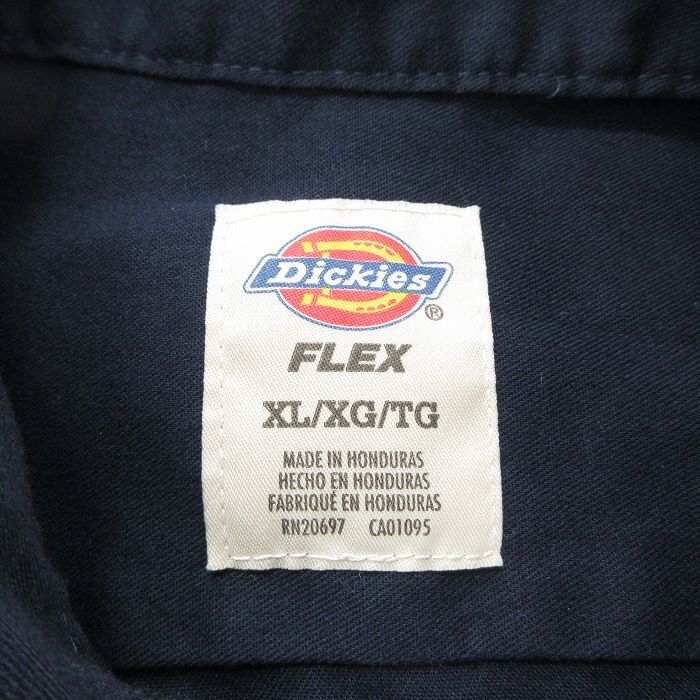 Dickies
®
FLEX
XL/XG/TG
MADE IN HONDURAS
HECHO EN HONDURAS
FABRIQUÉ EN HONDURAS
RN20697 CA01095